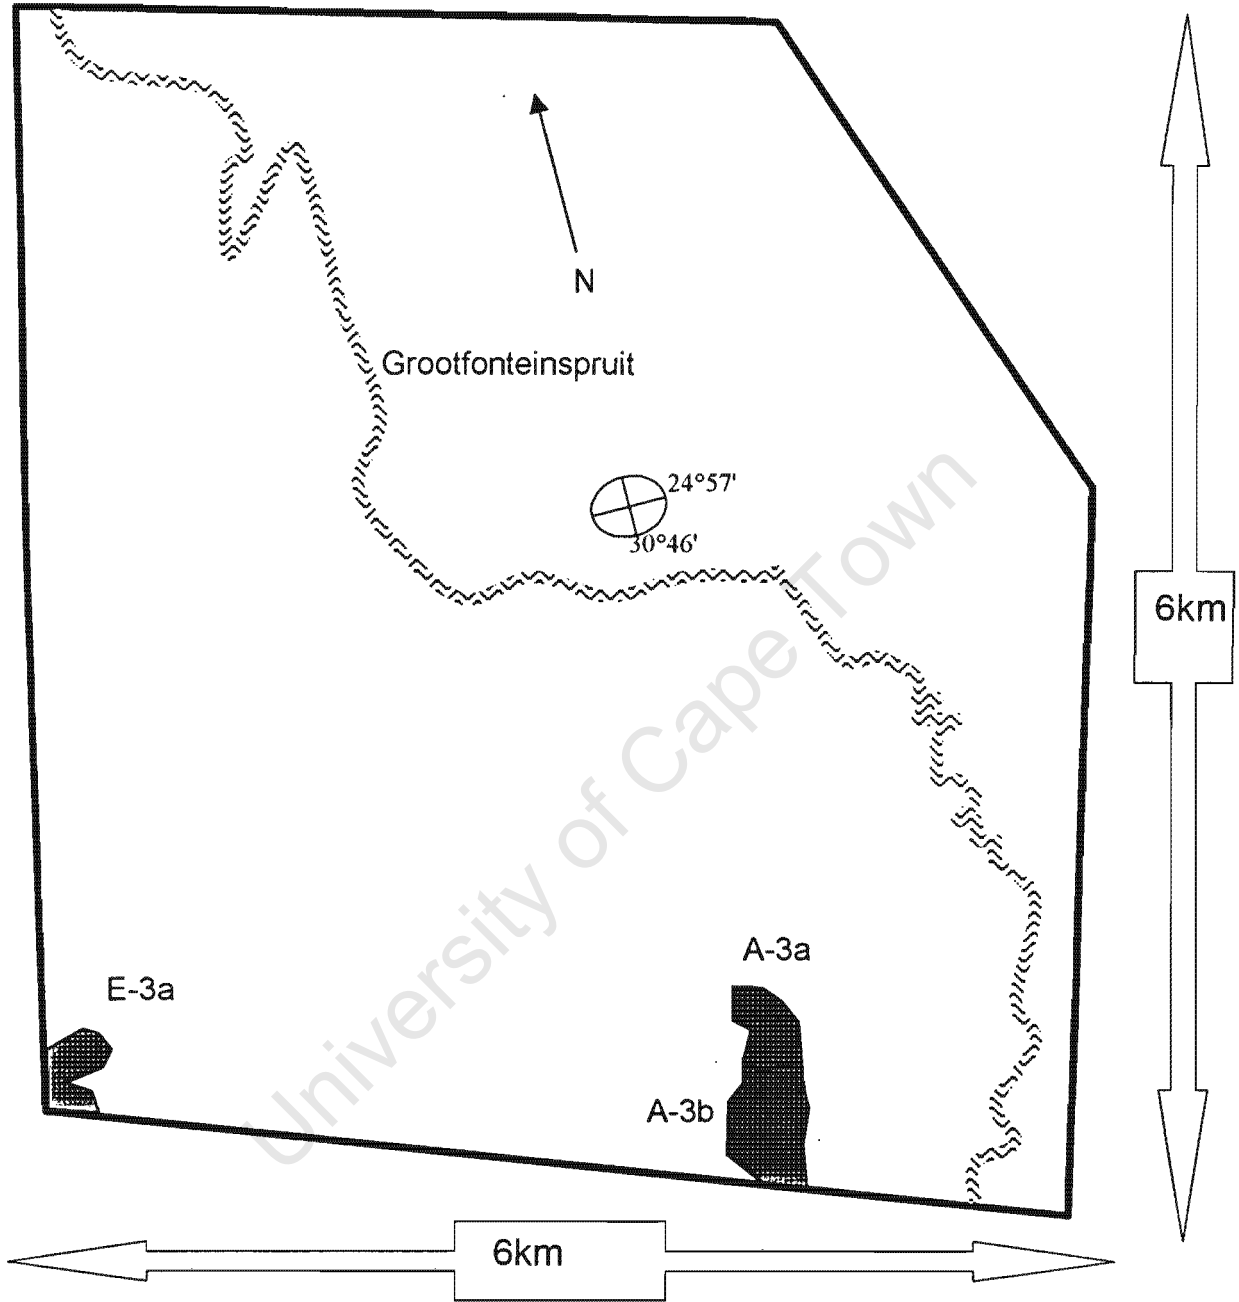 N
Grootfonteinspruit
24°57'
30°46'
6km
A-3a
E-3a
A-3b
6km
University of Cape Town